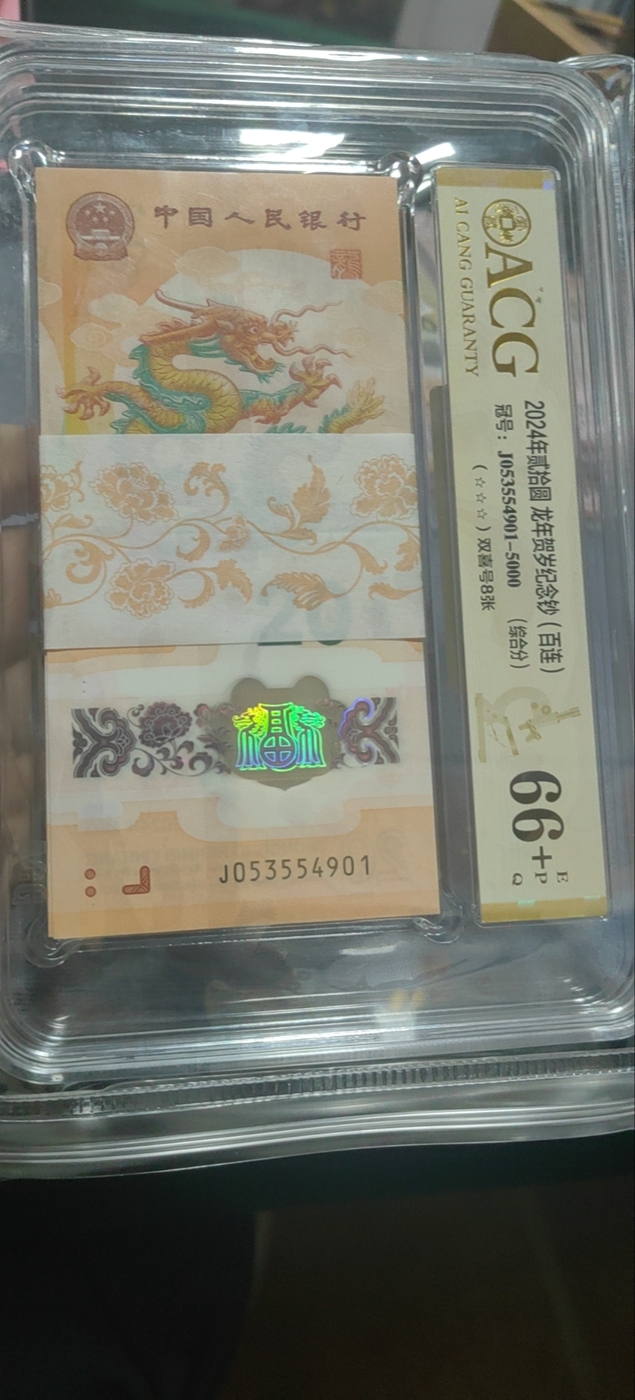 中国人民银行
J053554901
ACG
AI CANG GUARANTY
2024年贰拾圆 龙年贺岁纪念钞（百连）
冠号：J053554901-5000 （综合分）
（☆☆☆）双喜号8张
66+ E
P
Q